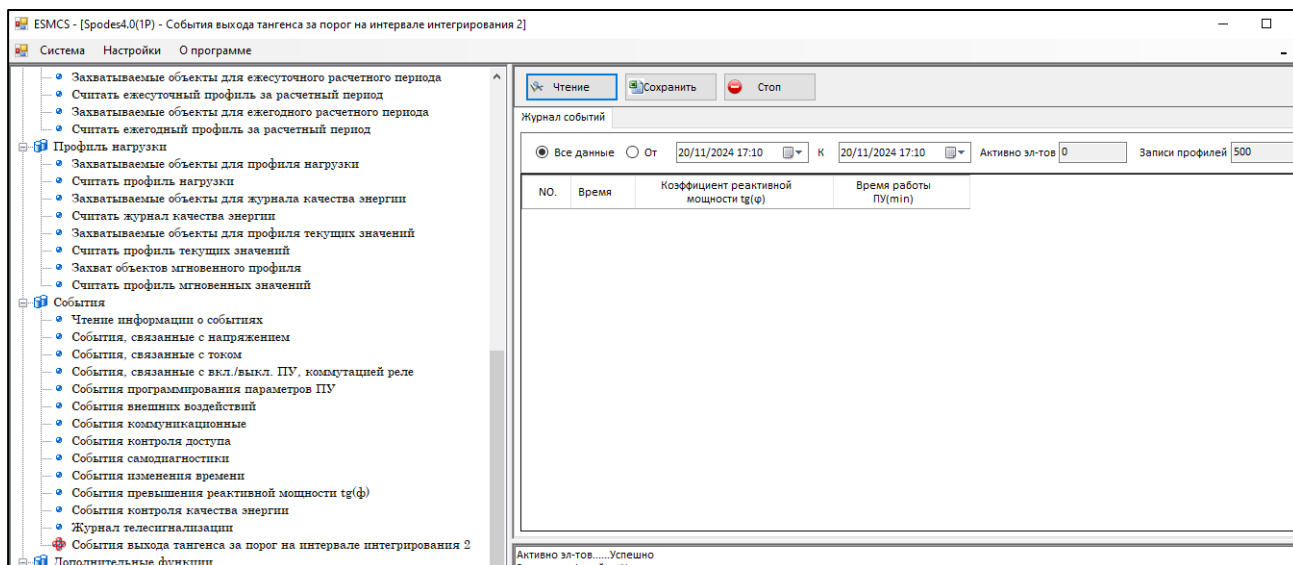 ESMCS - [Spodes4.0(1P) - События выхода тангенса за порог на интервале интегрирования 2]
Система Настройки О программе
Захватываемые объекты для ежесуточного расчетного периода
Считать ежесуточный профиль за расчетный период
Захватываемые объекты для ежегодного расчетного периода
Считать ежегодный профиль за расчетный период
Профиль нагрузки
Захватываемые объекты для профиля нагрузки
Считать профиль нагрузки
Захватываемые объекты для журнала качества энергии
Считать журнал качества энергии
Захватываемые объекты для профиля текущих значений
Считать профиль текущих значений
Захват объектов мгновенного профиля
Считать профиль мгновенных значений
События
Чтение информации о событиях
События, связанные с напряжением
События, связанные с током
События, связанные с вкл./выкл. ПУ, коммутацией реле
События программирования параметров ПУ
События внешних воздействий
События коммуникационные
События контроля доступа
События самодиагностики
События изменения времени
События превышения реактивной мощности tg(ф)
События контроля качества энергии
Журнал телесигнализации
События выхода тангенса за порог на интервале интегрирования 2
Дополнительные функции
Чтение Сохранить Стоп
Журнал событий
Все данные От 20/11/2024 17:10 К 20/11/2024 17:10 Активно эл-тов 0 Записи профилей 500
NO. Время Коэффициент реактивной Время работы
мощности tg(φ) ПУ(min)
Активно эл-тов......Успешно